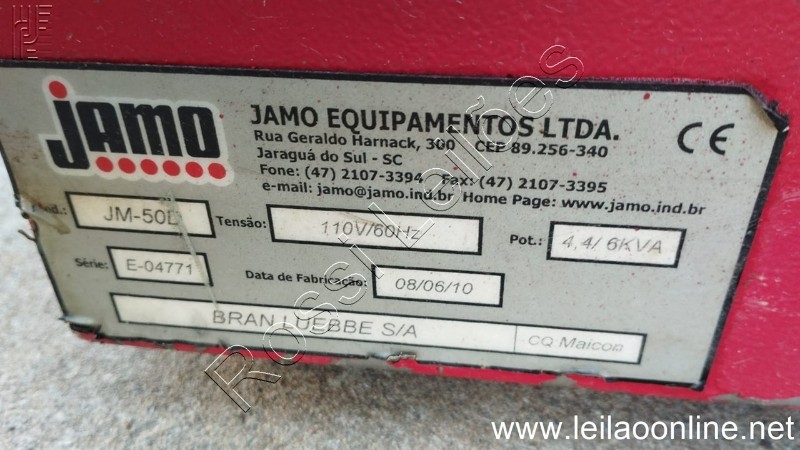 jamo
JAMO EQUIPAMENTOS LTDA.
Rua Geraldo Harnack, 300 CEP 89.256-340
Jaraguá do Sul - SC
Fone: (47) 2107-3394 Fax: (47) 2107-3395
e-mail: jamo@jamo.ind.br Home Page: www.jamo.ind.br
CE
JM-50D Tensão: 110V/60Hz Pot.: 4,4/ 6KVA
Série: E-04771 Data de Fabricação: 08/06/10
BRAN LUEBBE S/A CQ Maicon
Rossi Leilões
www.leilaoonline.net